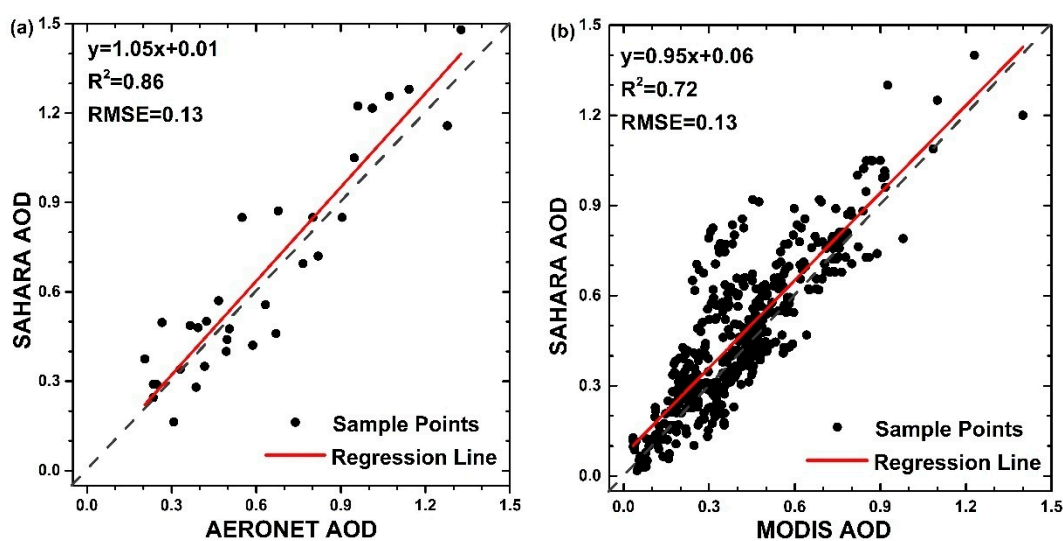 (a)
y=1.05x+0.01
R²=0.86
RMSE=0.13
SAHARA AOD
1.5
1.2
0.9
0.6
0.3
0.0
Sample Points
Regression Line
0.0 0.3 0.6 0.9 1.2 1.5
AERONET AOD
(b)
y=0.95x+0.06
R²=0.72
RMSE=0.13
SAHARA AOD
1.5
1.2
0.9
0.6
0.3
0.0
Sample Points
Regression Line
0.0 0.3 0.6 0.9 1.2 1.5
MODIS AOD